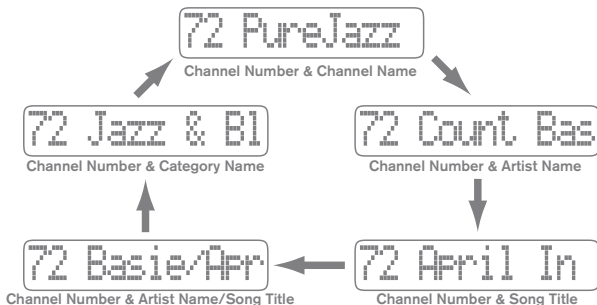 72 PureJazz
Channel Number & Channel Name
72 Count Bas
Channel Number & Artist Name
72 April In
Channel Number & Song Title
72 Basie/Apr
Channel Number & Artist Name/Song Title
72 Jazz & Bl
Channel Number & Category Name